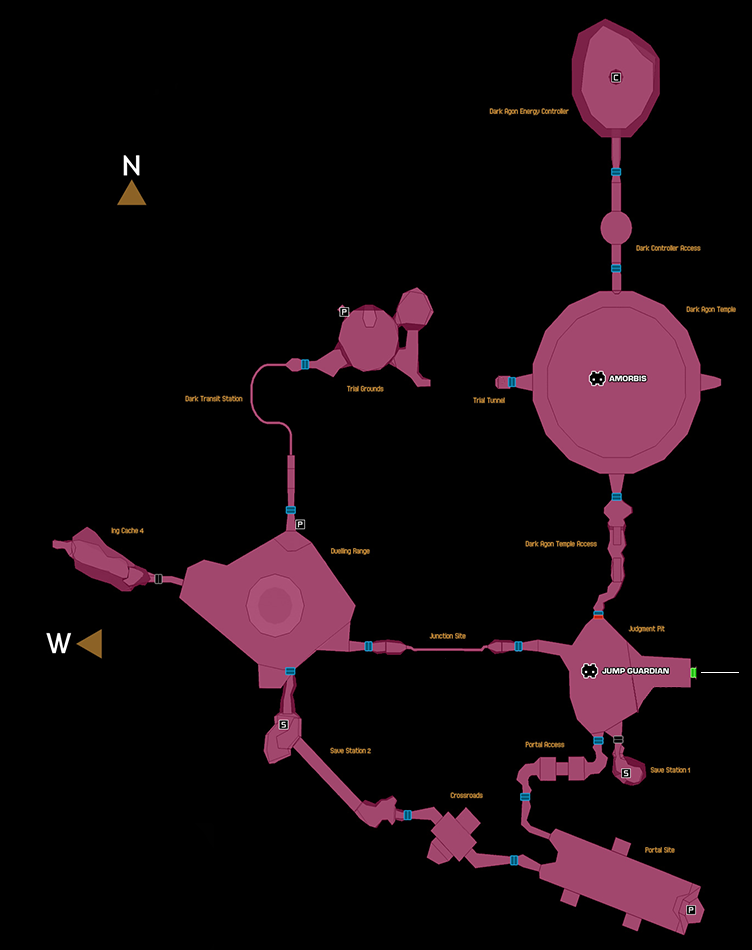 C
Dark Agon Energy Controller
N
Dark Controller Access
Dark Agon Temple
P
AMORBIS
Trial Grounds
Dark Transit Station
Trial Tunnel
P
Ing Cache 4
Dark Agon Temple Access
Duelling Range
Judgment Pit
Junction Site
W
JUMP GUARDIAN
S
Portal Access
Save Station 2
Save Station 1
S
Crossroads
Portal Site
P